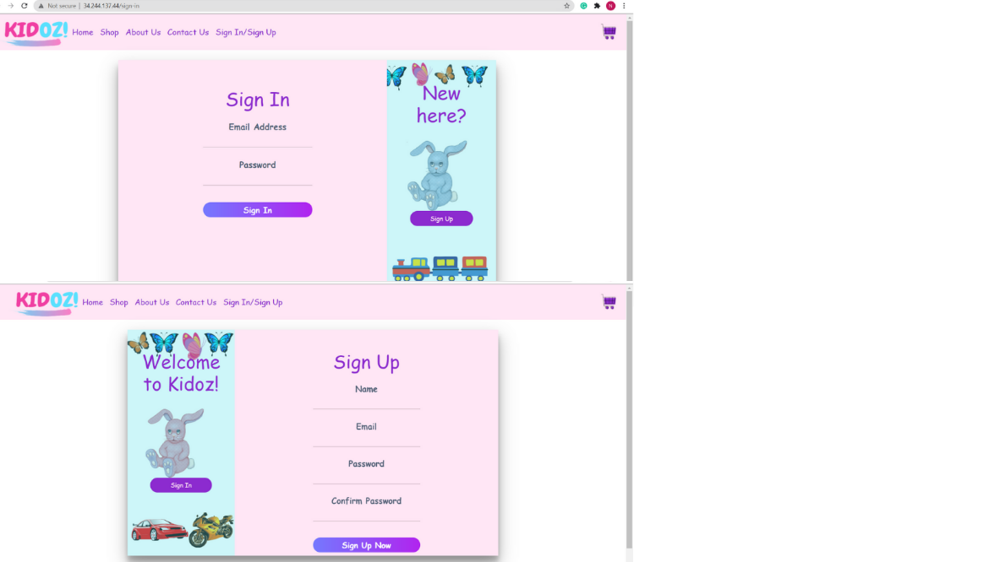 Not secure | 34.244.137.44/sign-in
N
KIDOZ! Home Shop About Us Contact Us Sign In/Sign Up
Sign In
Email Address
Password
Sign In
New
here?
Sign Up
KIDOZ! Home Shop About Us Contact Us Sign In/Sign Up
Welcome
to Kidoz!
Sign In
Sign Up
Name
Email
Password
Confirm Password
Sign Up Now